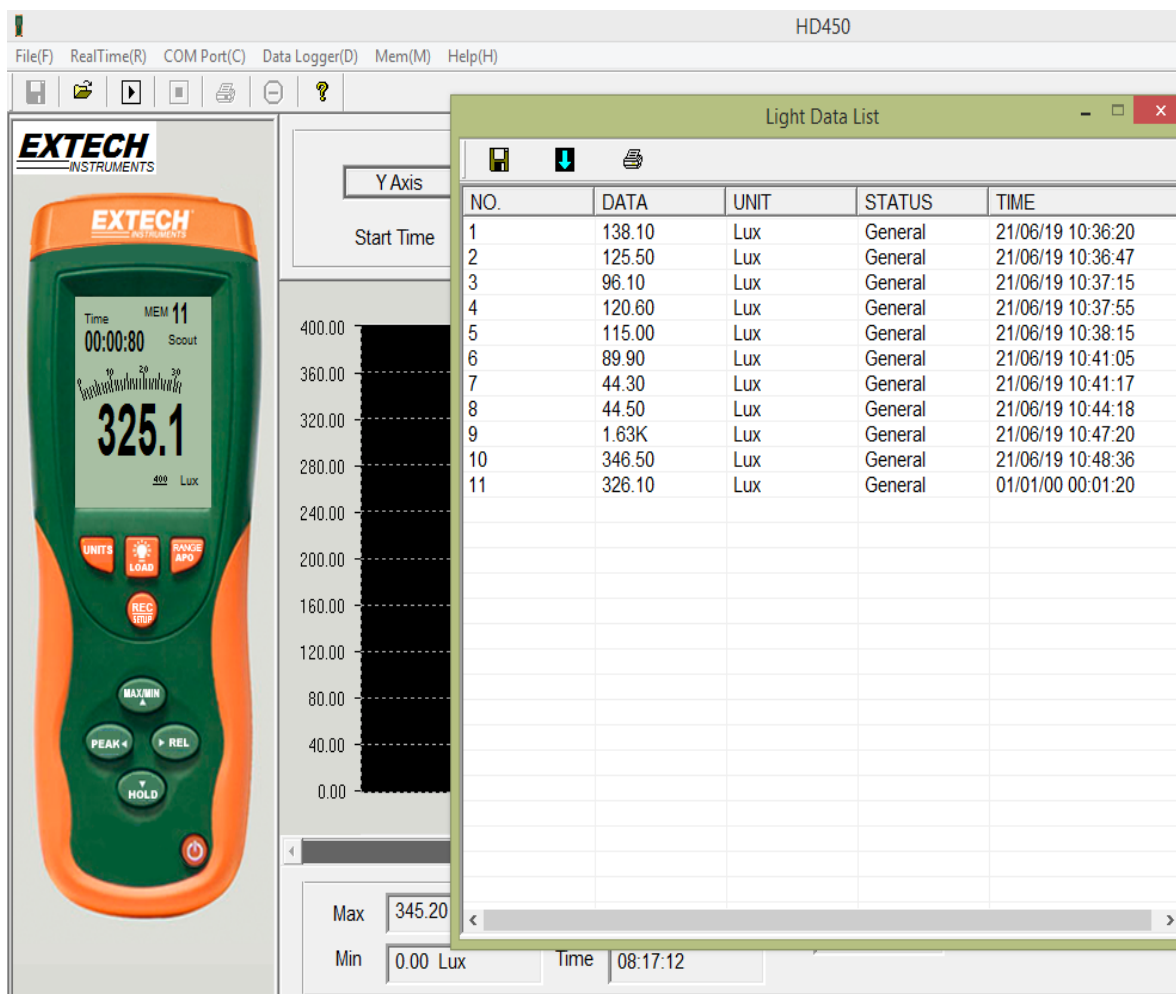 HD450
File(F) RealTime(R) COM Port(C) Data Logger(D) Mem(M) Help(H)
EXTECH
INSTRUMENTS
EXTECH
INSTRUMENTS
Time MEM 11
00:00:80 Scout
10 20 30
325.1
400 Lux
UNITS
LOAD
RANGE
APO
REC
SETUP
MAX/MIN
PEAK
REL
HOLD
Y Axis
Start Time
400.00
360.00
320.00
280.00
240.00
200.00
160.00
120.00
80.00
40.00
0.00
Max 345.20
Min 0.00 Lux Time 08:17:12
Light Data List
NO. DATA UNIT STATUS TIME
1 138.10 Lux General 21/06/19 10:36:20
2 125.50 Lux General 21/06/19 10:36:47
3 96.10 Lux General 21/06/19 10:37:15
4 120.60 Lux General 21/06/19 10:37:55
5 115.00 Lux General 21/06/19 10:38:15
6 89.90 Lux General 21/06/19 10:41:05
7 44.30 Lux General 21/06/19 10:41:17
8 44.50 Lux General 21/06/19 10:44:18
9 1.63K Lux General 21/06/19 10:47:20
10 346.50 Lux General 21/06/19 10:48:36
11 326.10 Lux General 01/01/00 00:01:20